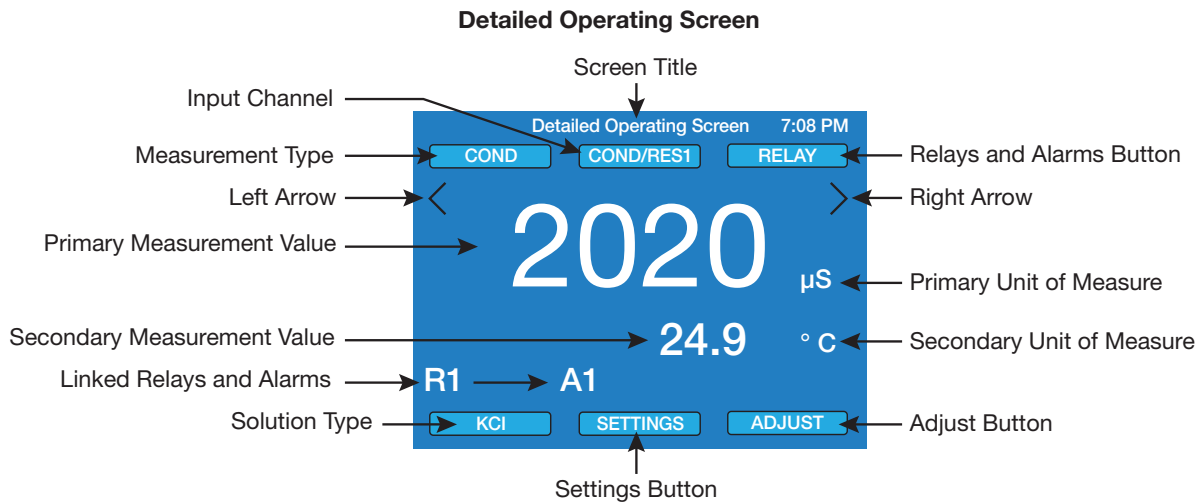 Detailed Operating Screen
Screen Title
Input Channel
Detailed Operating Screen 7:08 PM
Measurement Type COND COND/RES1 RELAY Relays and Alarms Button
Left Arrow Right Arrow
Primary Measurement Value 2020
µS Primary Unit of Measure
Secondary Measurement Value 24.9 ° C Secondary Unit of Measure
Linked Relays and Alarms R1 A1
Solution Type KCI SETTINGS ADJUST Adjust Button
Settings Button